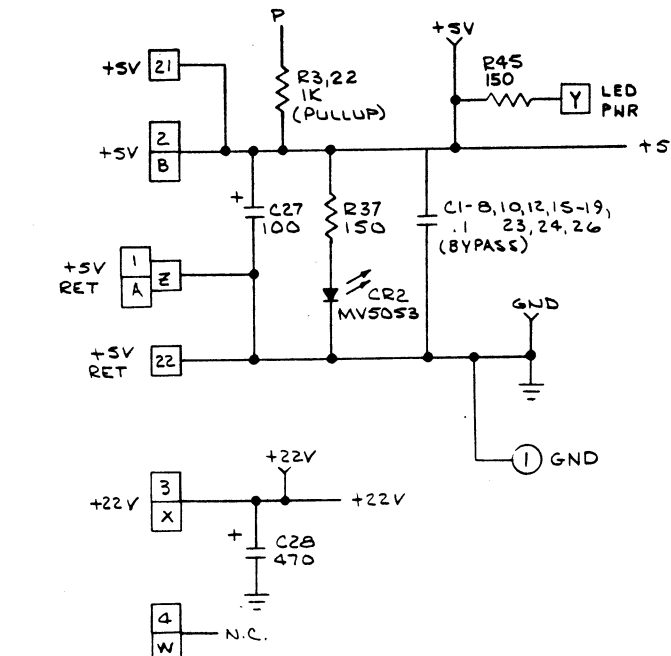 P
+5V
+5V 21
R3,22
1K
(PULLUP)
R45
150
Y
LED
PWR
+5V
2
B
+5
+
C27
100
R37
150
C1-8,10,12,15-19,
.1 23,24,26
(BYPASS)
+5V
RET
1
A
Z
CR2
MV5053
GND
+5V
RET
22
1 GND
+22V
+22V
3
X
+22V
+
C28
470
4
W
N.C.